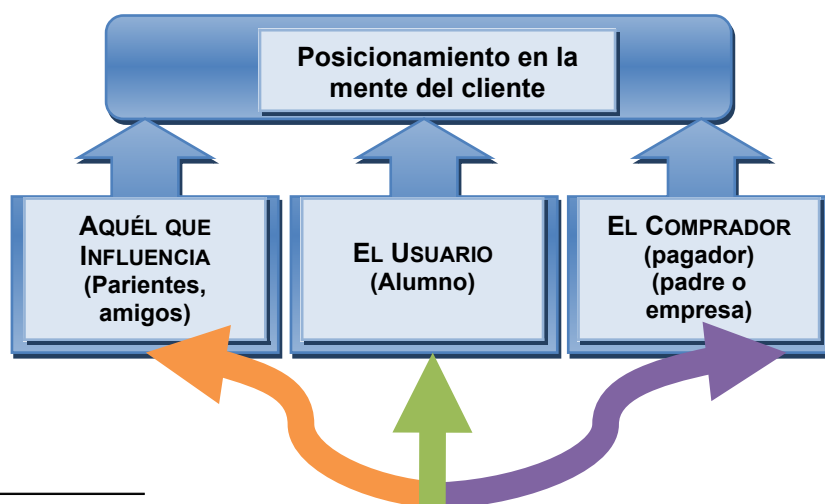 Posicionamiento en la
mente del cliente
AQUÉL QUE
INFLUENCIA
(Parientes,
amigos)
EL USUARIO
(Alumno)
EL COMPRADOR
(pagador)
(padre o
empresa)